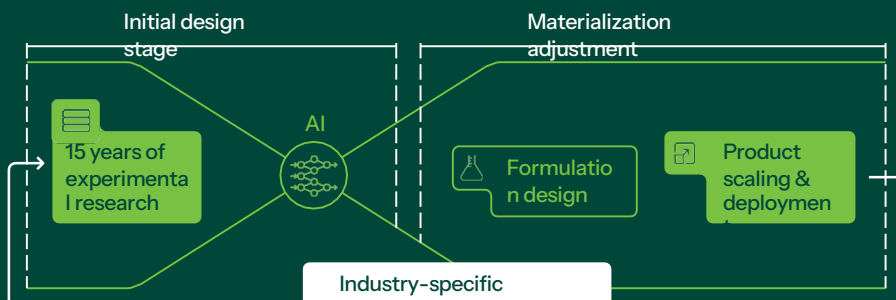 Initial design
stage
Materialization
adjustment
AI
15 years of
experimenta
l research
Formulatio
n design
Product
scaling &
deploymen
Industry-specific